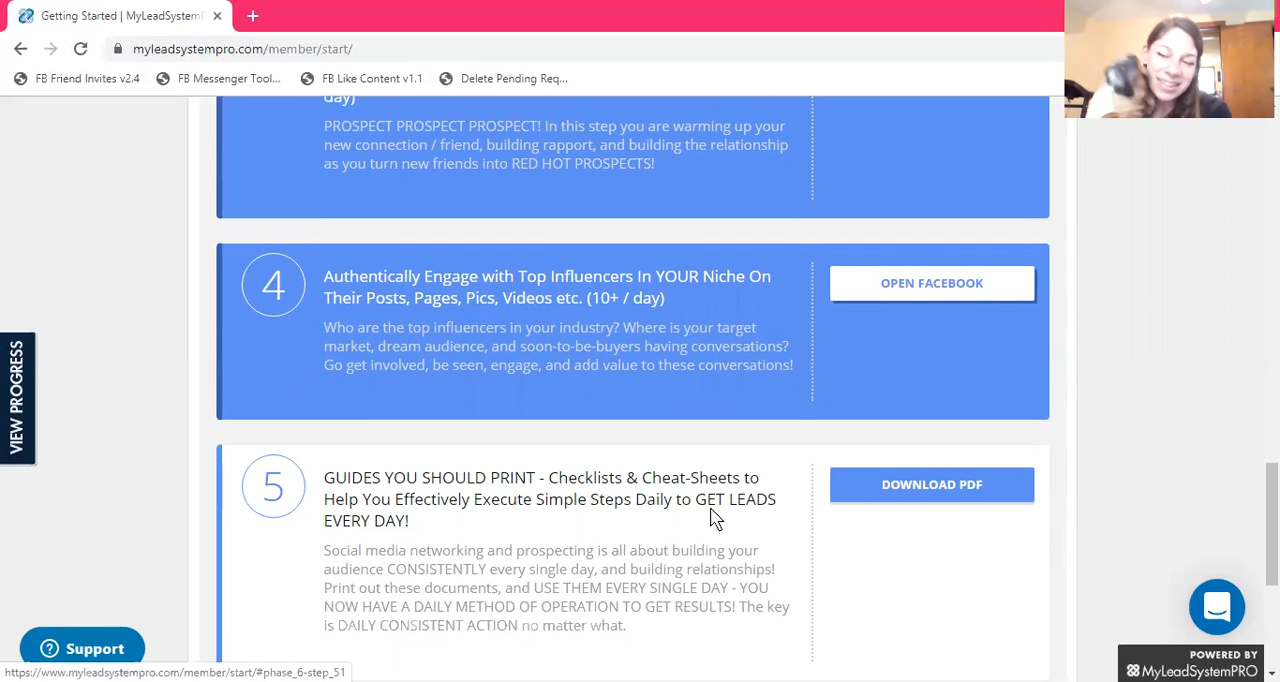 Getting Started | MyLeadSystemP
myleadsystempro.com/member/start/
FB Friend Invites v2.4
FB Messenger Tool...
FB Like Content v1.1
Delete Pending Req...
day)
PROSPECT PROSPECT PROSPECT! In this step you are warming up your
new connection / friend, building rapport, and building the relationship
as you turn new friends into RED HOT PROSPECTS!
4
Authentically Engage with Top Influencers In YOUR Niche On
Their Posts, Pages, Pics, Videos etc. (10+ / day)
Who are the top influencers in your industry? Where is your target
market, dream audience, and soon-to-be-buyers having conversations?
Go get involved, be seen, engage, and add value to these conversations!
OPEN FACEBOOK
VIEW PROGRESS
5
GUIDES YOU SHOULD PRINT - Checklists & Cheat-Sheets to
Help You Effectively Execute Simple Steps Daily to GET LEADS
EVERY DAY!
Social media networking and prospecting is all about building your
audience CONSISTENTLY every single day, and building relationships!
Print out these documents, and USE THEM EVERY SINGLE DAY - YOU
NOW HAVE A DAILY METHOD OF OPERATION TO GET RESULTS! The key
is DAILY CONSISTENT ACTION no matter what.
DOWNLOAD PDF
Support
https://www.myleadsystempro.com/member/start/#phase_6-step_51
POWERED BY
MyLeadSystemPRO